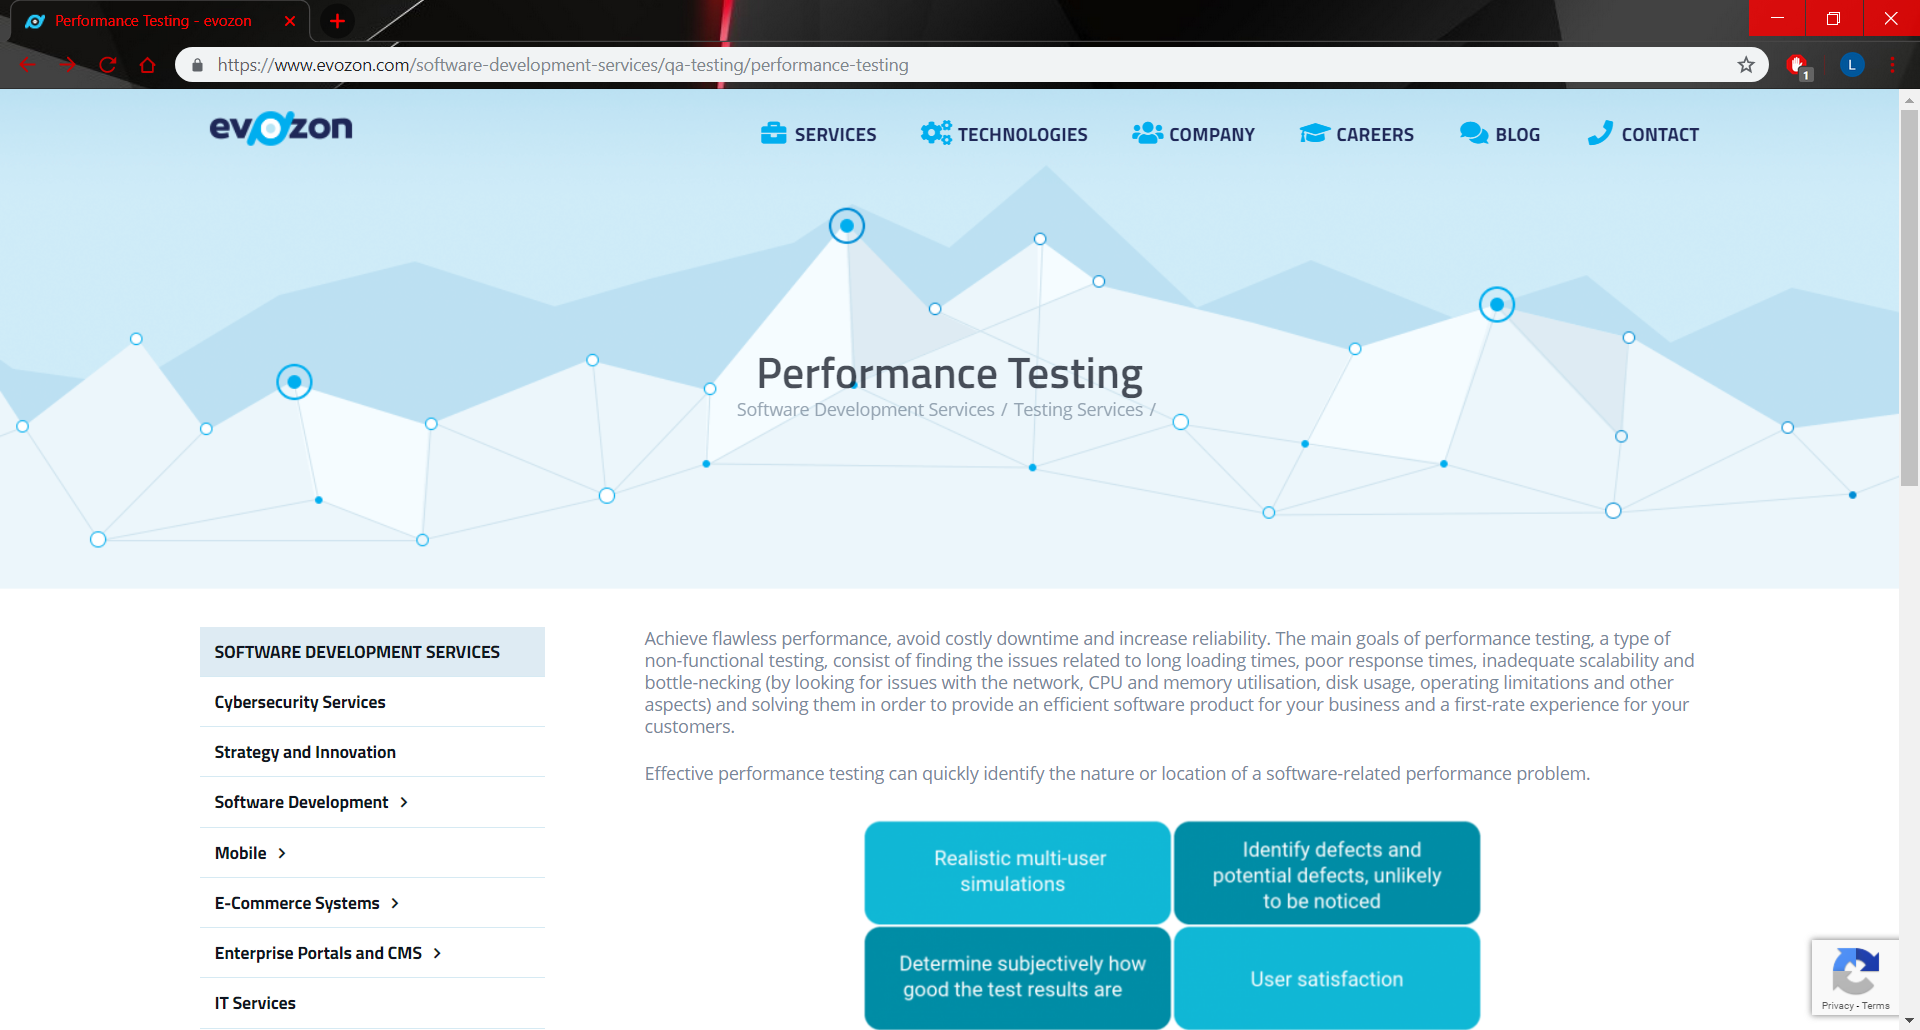 Performance Testing - evozon
https://www.evozon.com/software-development-services/qa-testing/performance-testing
1
L
evozon
SERVICES
TECHNOLOGIES
COMPANY
CAREERS
BLOG
CONTACT
Performance Testing
Software Development Services / Testing Services /
SOFTWARE DEVELOPMENT SERVICES
Cybersecurity Services
Strategy and Innovation
Software Development
Mobile
E-Commerce Systems
Enterprise Portals and CMS
IT Services
Achieve flawless performance, avoid costly downtime and increase reliability. The main goals of performance testing, a type of
non-functional testing, consist of finding the issues related to long loading times, poor response times, inadequate scalability and
bottle-necking (by looking for issues with the network, CPU and memory utilisation, disk usage, operating limitations and other
aspects) and solving them in order to provide an efficient software product for your business and a first-rate experience for your
customers.
Effective performance testing can quickly identify the nature or location of a software-related performance problem.
Realistic multi-user
simulations
Identify defects and
potential defects, unlikely
to be noticed
Determine subjectively how
good the test results are
User satisfaction
Privacy - Terms